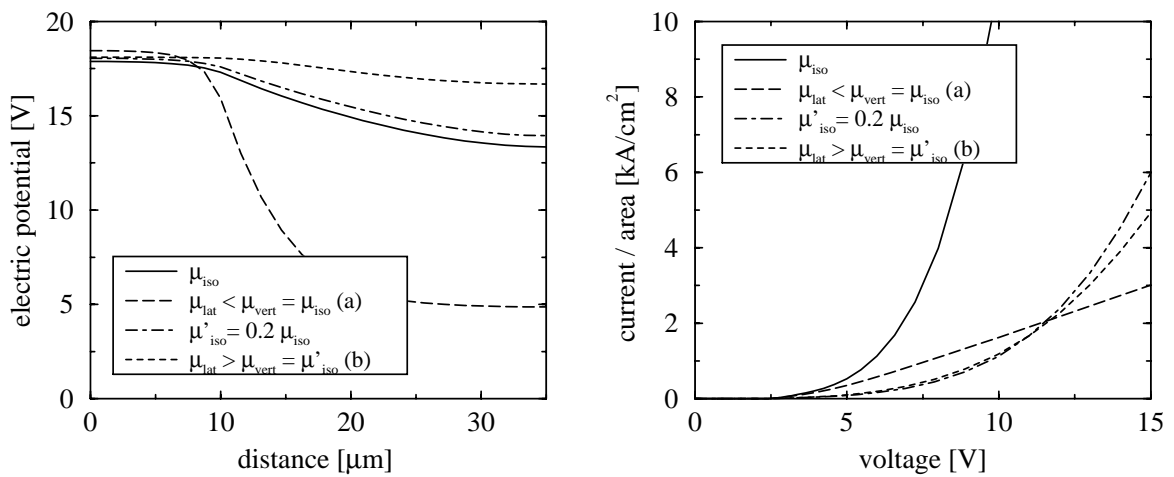 20
15
10
5
0
electric potential [V]
μiso
μlat < μvert = μiso (a)
μ’iso = 0.2 μiso
μlat > μvert = μ’iso (b)
0 10 20 30
distance [μm]
10
8
6
4
2
0
current / area [kA/cm²]
μiso
μlat < μvert = μiso (a)
μ’iso = 0.2 μiso
μlat > μvert = μ’iso (b)
0 5 10 15
voltage [V]